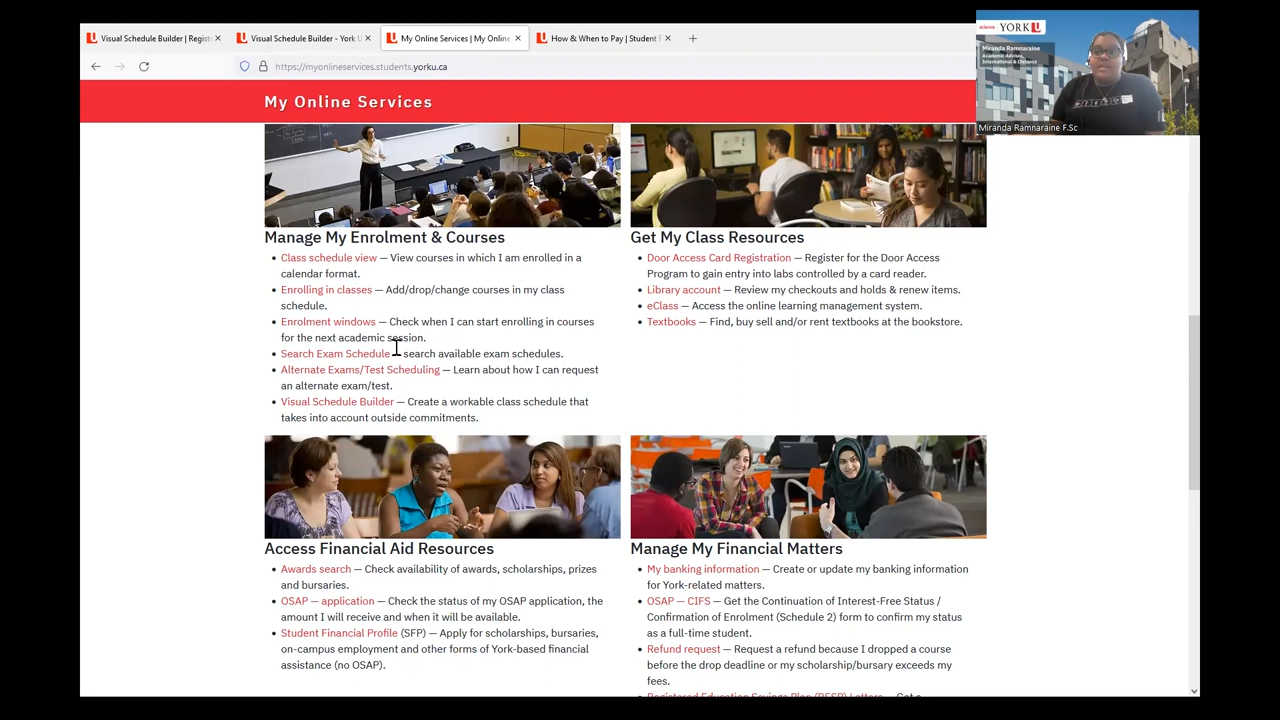 Visual Schedule Builder | Registr
Visual Schedule Builder - York U
My Online Services | My Online
How & When to Pay | Student F
https://myonlineservices.students.yorku.ca
science YORK U
Miranda Ramnaraine
Academic Advisor,
International & Distance
Miranda Ramnaraine F.Sc
My Online Services
Manage My Enrolment & Courses
Class schedule view — View courses in which I am enrolled in a
calendar format.
Enrolling in classes — Add/drop/change courses in my class
schedule.
Enrolment windows — Check when I can start enrolling in courses
for the next academic session.
Search Exam Schedule — search available exam schedules.
Alternate Exams/Test Scheduling — Learn about how I can request
an alternate exam/test.
Visual Schedule Builder — Create a workable class schedule that
takes into account outside commitments.
Get My Class Resources
Door Access Card Registration — Register for the Door Access
Program to gain entry into labs controlled by a card reader.
Library account — Review my checkouts and holds & renew items.
eClass — Access the online learning management system.
Textbooks — Find, buy sell and/or rent textbooks at the bookstore.
Access Financial Aid Resources
Awards search — Check availability of awards, scholarships, prizes
and bursaries.
OSAP — application — Check the status of my OSAP application, the
amount I will receive and when it will be available.
Student Financial Profile (SFP) — Apply for scholarships, bursaries,
on-campus employment and other forms of York-based financial
assistance (no OSAP).
Manage My Financial Matters
My banking information — Create or update my banking information
for York-related matters.
OSAP — CIFS — Get the Continuation of Interest-Free Status /
Confirmation of Enrolment (Schedule 2) form to confirm my status
as a full-time student.
Refund request — Request a refund because I dropped a course
before the drop deadline or my scholarship/bursary exceeds my
fees.
Registered Education Savings Plan (RESP) Letters — Get a